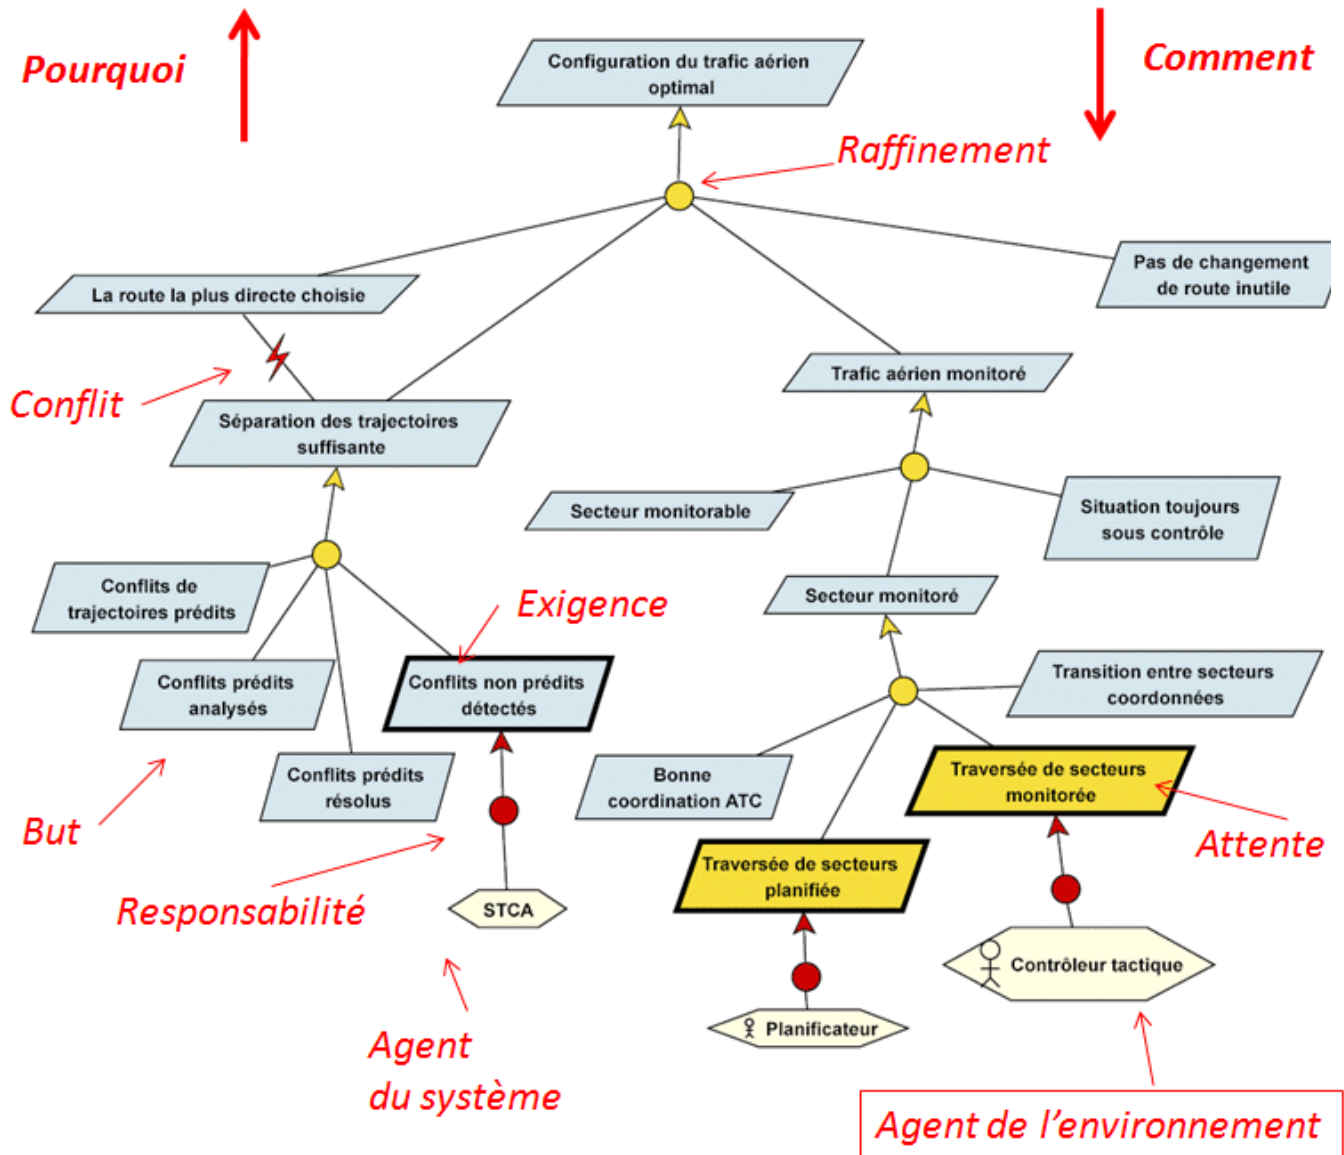 Pourquoi
Configuration du trafic aérien
optimal
Comment
Raffinement
La route la plus directe choisie
Pas de changement
de route inutile
Conflit
Trafic aérien monitoré
Séparation des trajectoires
suffisante
Secteur monitorable
Situation toujours
sous contrôle
Conflits de
trajectoires prédits
Exigence
Secteur monitoré
Conflits prédits
analysés
Conflits non prédits
détectés
Transition entre secteurs
coordonnées
Conflits prédits
résolus
Bonne
coordination ATC
Traversée de secteurs
monitorée
But
Attente
Traversée de secteurs
planifiée
Responsabilité
STCA
Contrôleur tactique
Planificateur
Agent
du système
Agent de l'environnement